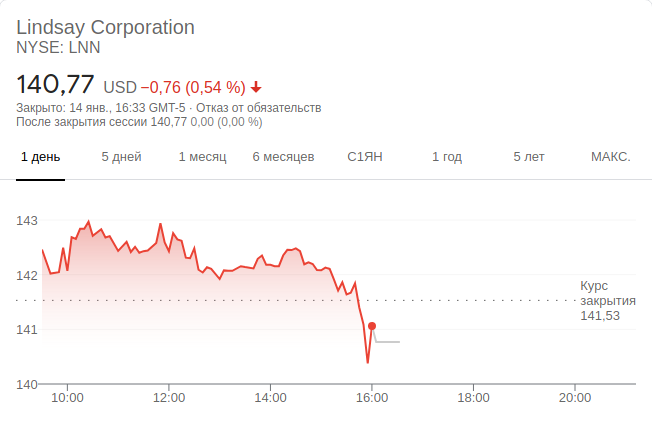 Lindsay Corporation
NYSE: LNN
140,77 USD −0,76 (0,54 %)
Закрыто: 14 янв., 16:33 GMT-5 · Отказ от обязательств
После закрытия сессии 140,77 0,00 (0,00 %)
1 день 5 дней 1 месяц 6 месяцев С1ЯН 1 год 5 лет МАКС.
143
142
Курс
закрытия
141,53
141
140
10:00 12:00 14:00 16:00 18:00 20:00